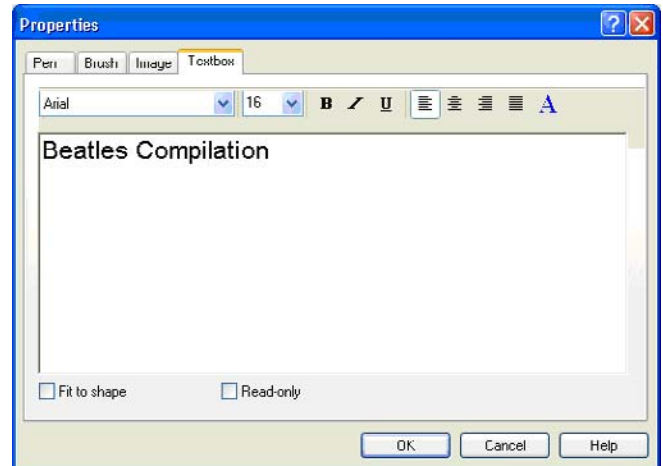 Properties
Pen Brush Image Textbox
Arial 16 B I U A
Beatles Compilation
Fit to shape Read-only
OK Cancel Help